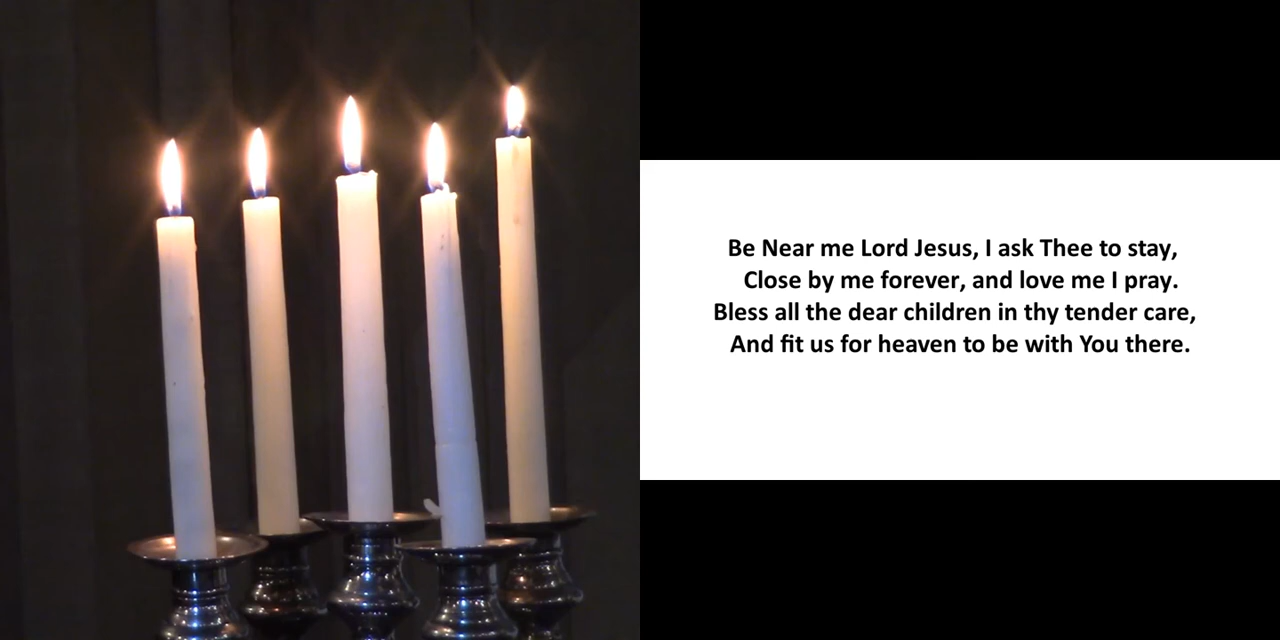 Be Near me Lord Jesus, I ask Thee to stay,
Close by me forever, and love me I pray.
Bless all the dear children in thy tender care,
And fit us for heaven to be with You there.